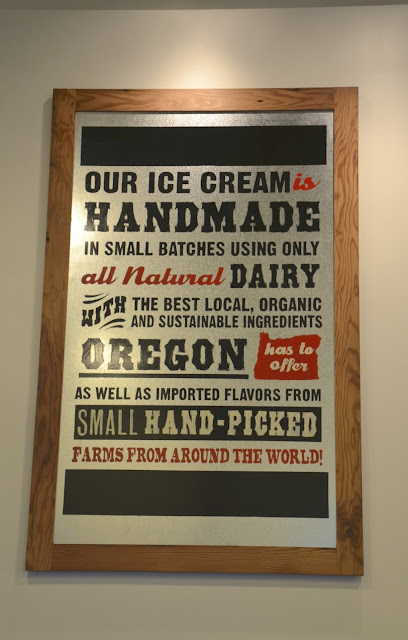 OUR ICE CREAM is
HANDMADE
IN SMALL BATCHES USING ONLY
all Natural DAIRY
WITH THE BEST LOCAL, ORGANIC
AND SUSTAINABLE INGREDIENTS
OREGON has to
offer
AS WELL AS IMPORTED FLAVORS FROM
SMALL HAND-PICKED
FARMS FROM AROUND THE WORLD!